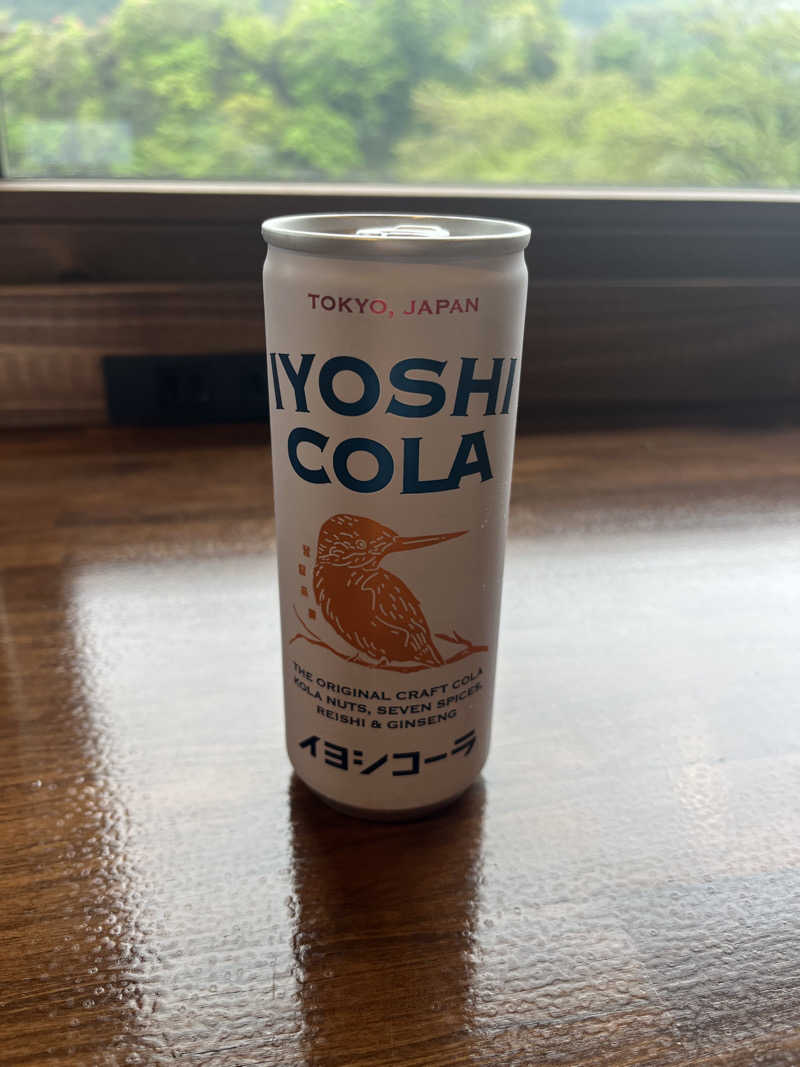 TOKYO, JAPAN
IYOSHI
COLA
THE ORIGINAL CRAFT COLA
KOLA NUTS, SEVEN SPICES,
REISHI & GINSENG
イヨシコーラ